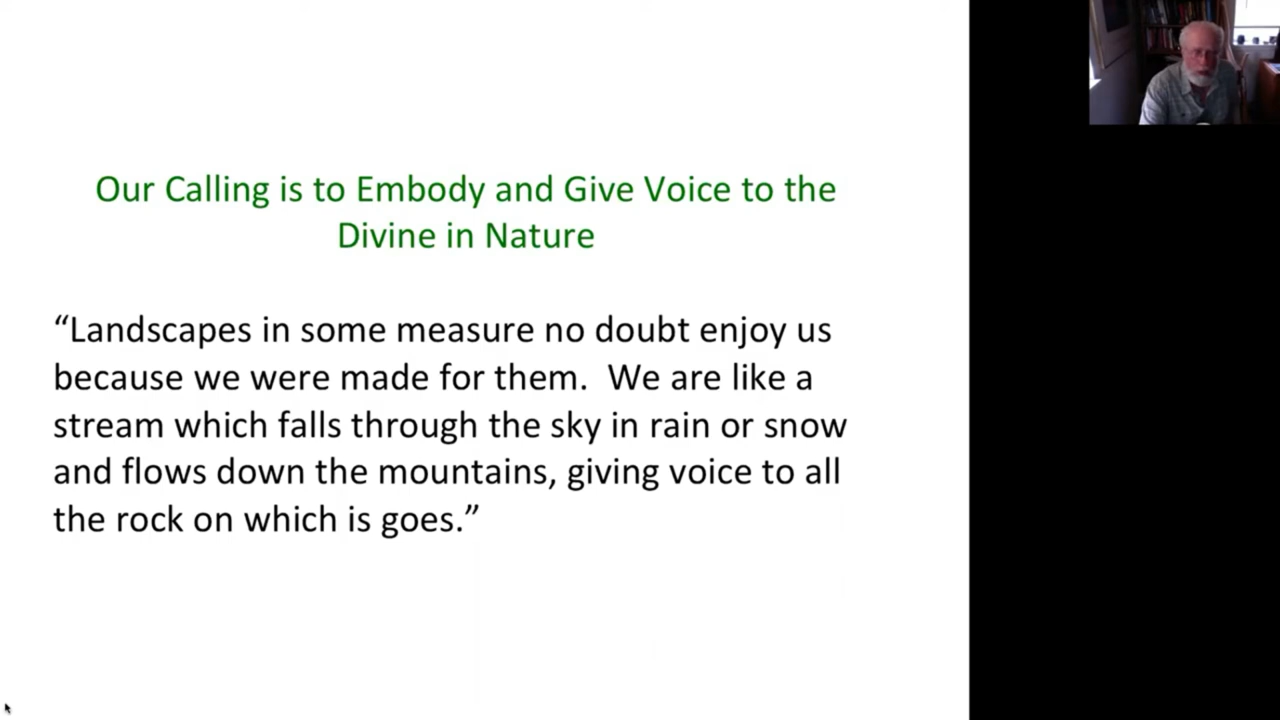 Our Calling is to Embody and Give Voice to the
Divine in Nature
“Landscapes in some measure no doubt enjoy us
because we were made for them.  We are like a
stream which falls through the sky in rain or snow
and flows down the mountains, giving voice to all
the rock on which is goes.”